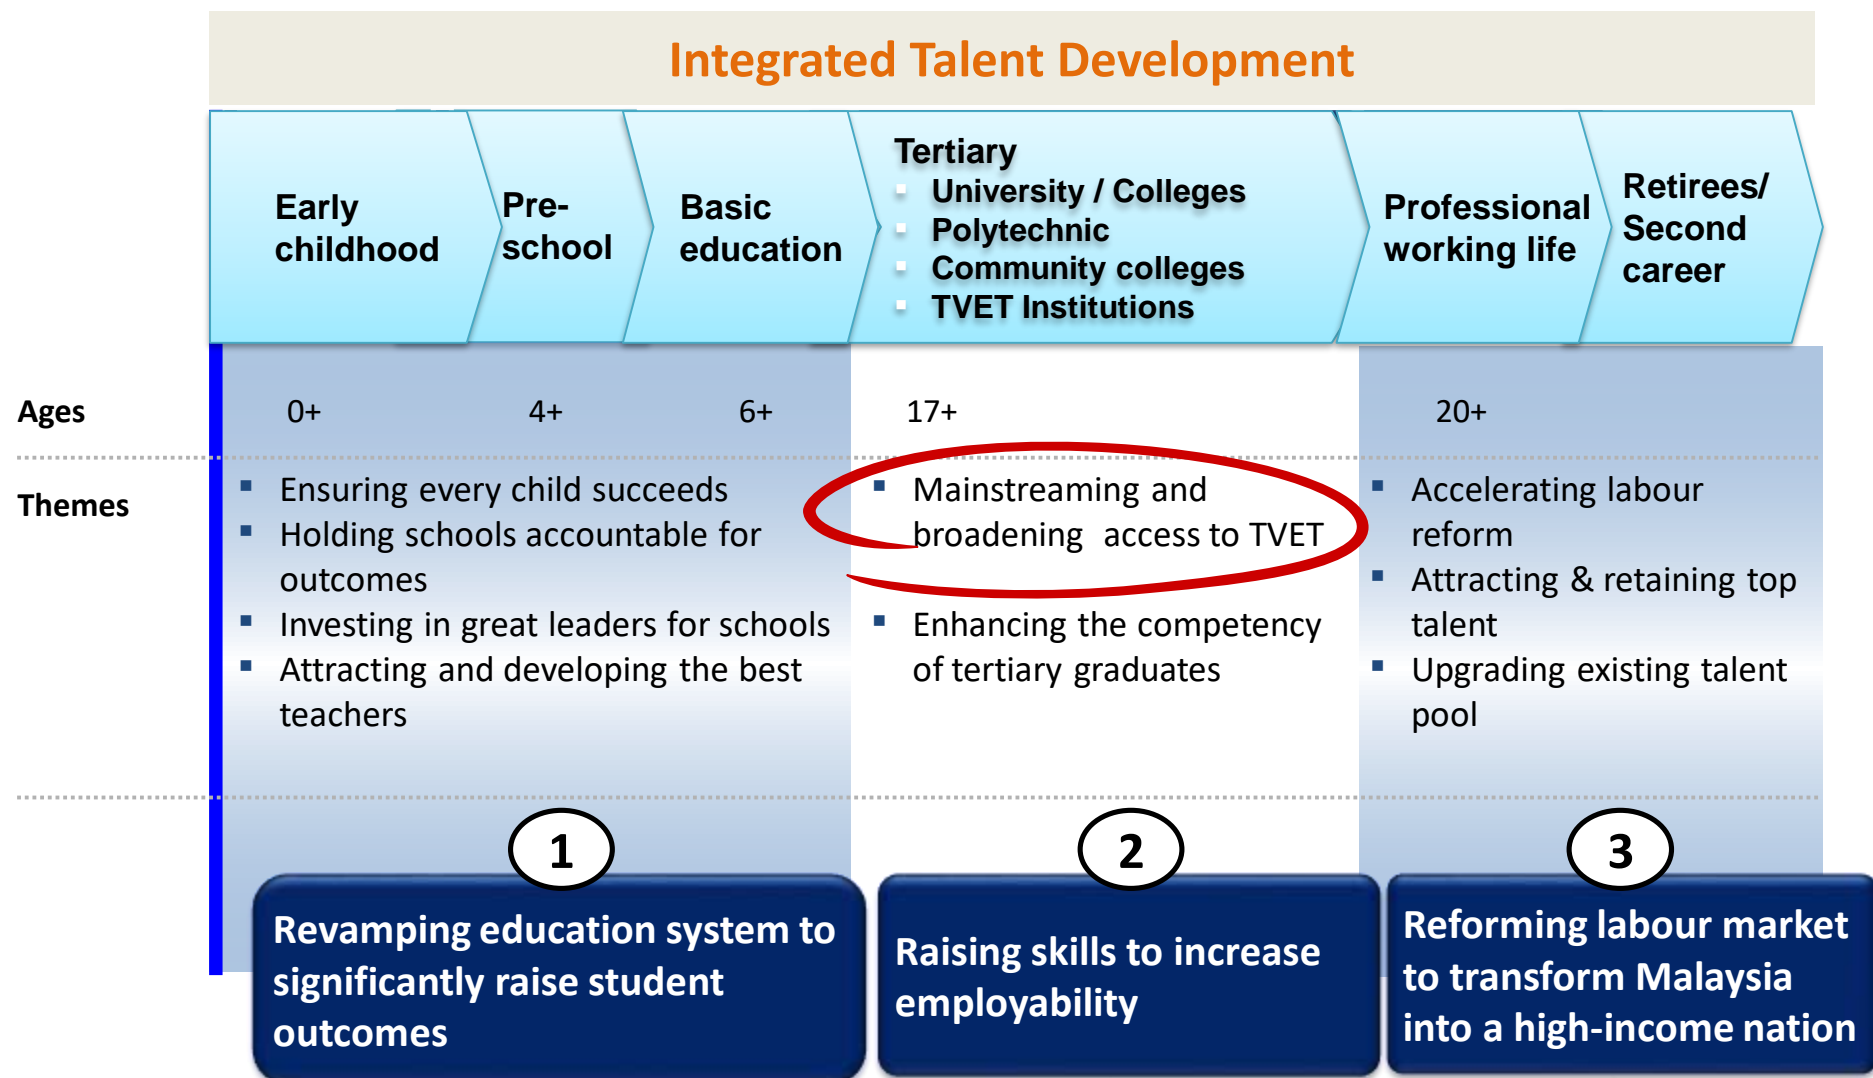 Integrated Talent Development
Early
childhood
Pre-
school
Basic
education
Tertiary
▫ University / Colleges
▫ Polytechnic
▫ Community colleges
▫ TVET Institutions
Professional
working life
Retirees/
Second
career
Ages
0+
4+
6+
17+
20+
Themes
▪ Ensuring every child succeeds
▪ Holding schools accountable for
outcomes
▪ Investing in great leaders for schools
▪ Attracting and developing the best
teachers
▪ Mainstreaming and
broadening access to TVET
▪ Enhancing the competency
of tertiary graduates
▪ Accelerating labour
reform
▪ Attracting & retaining top
talent
▪ Upgrading existing talent
pool
1
Revamping education system to
significantly raise student
outcomes
2
Raising skills to increase
employability
3
Reforming labour market
to transform Malaysia
into a high-income nation